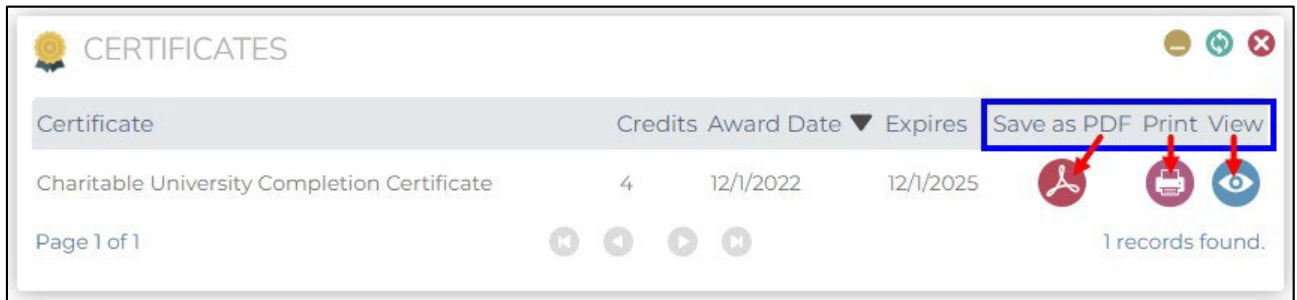 CERTIFICATES
Certificate Credits Award Date Expires Save as PDF Print View
Charitable University Completion Certificate 4 12/1/2022 12/1/2025
Page 1 of 1 1 records found.